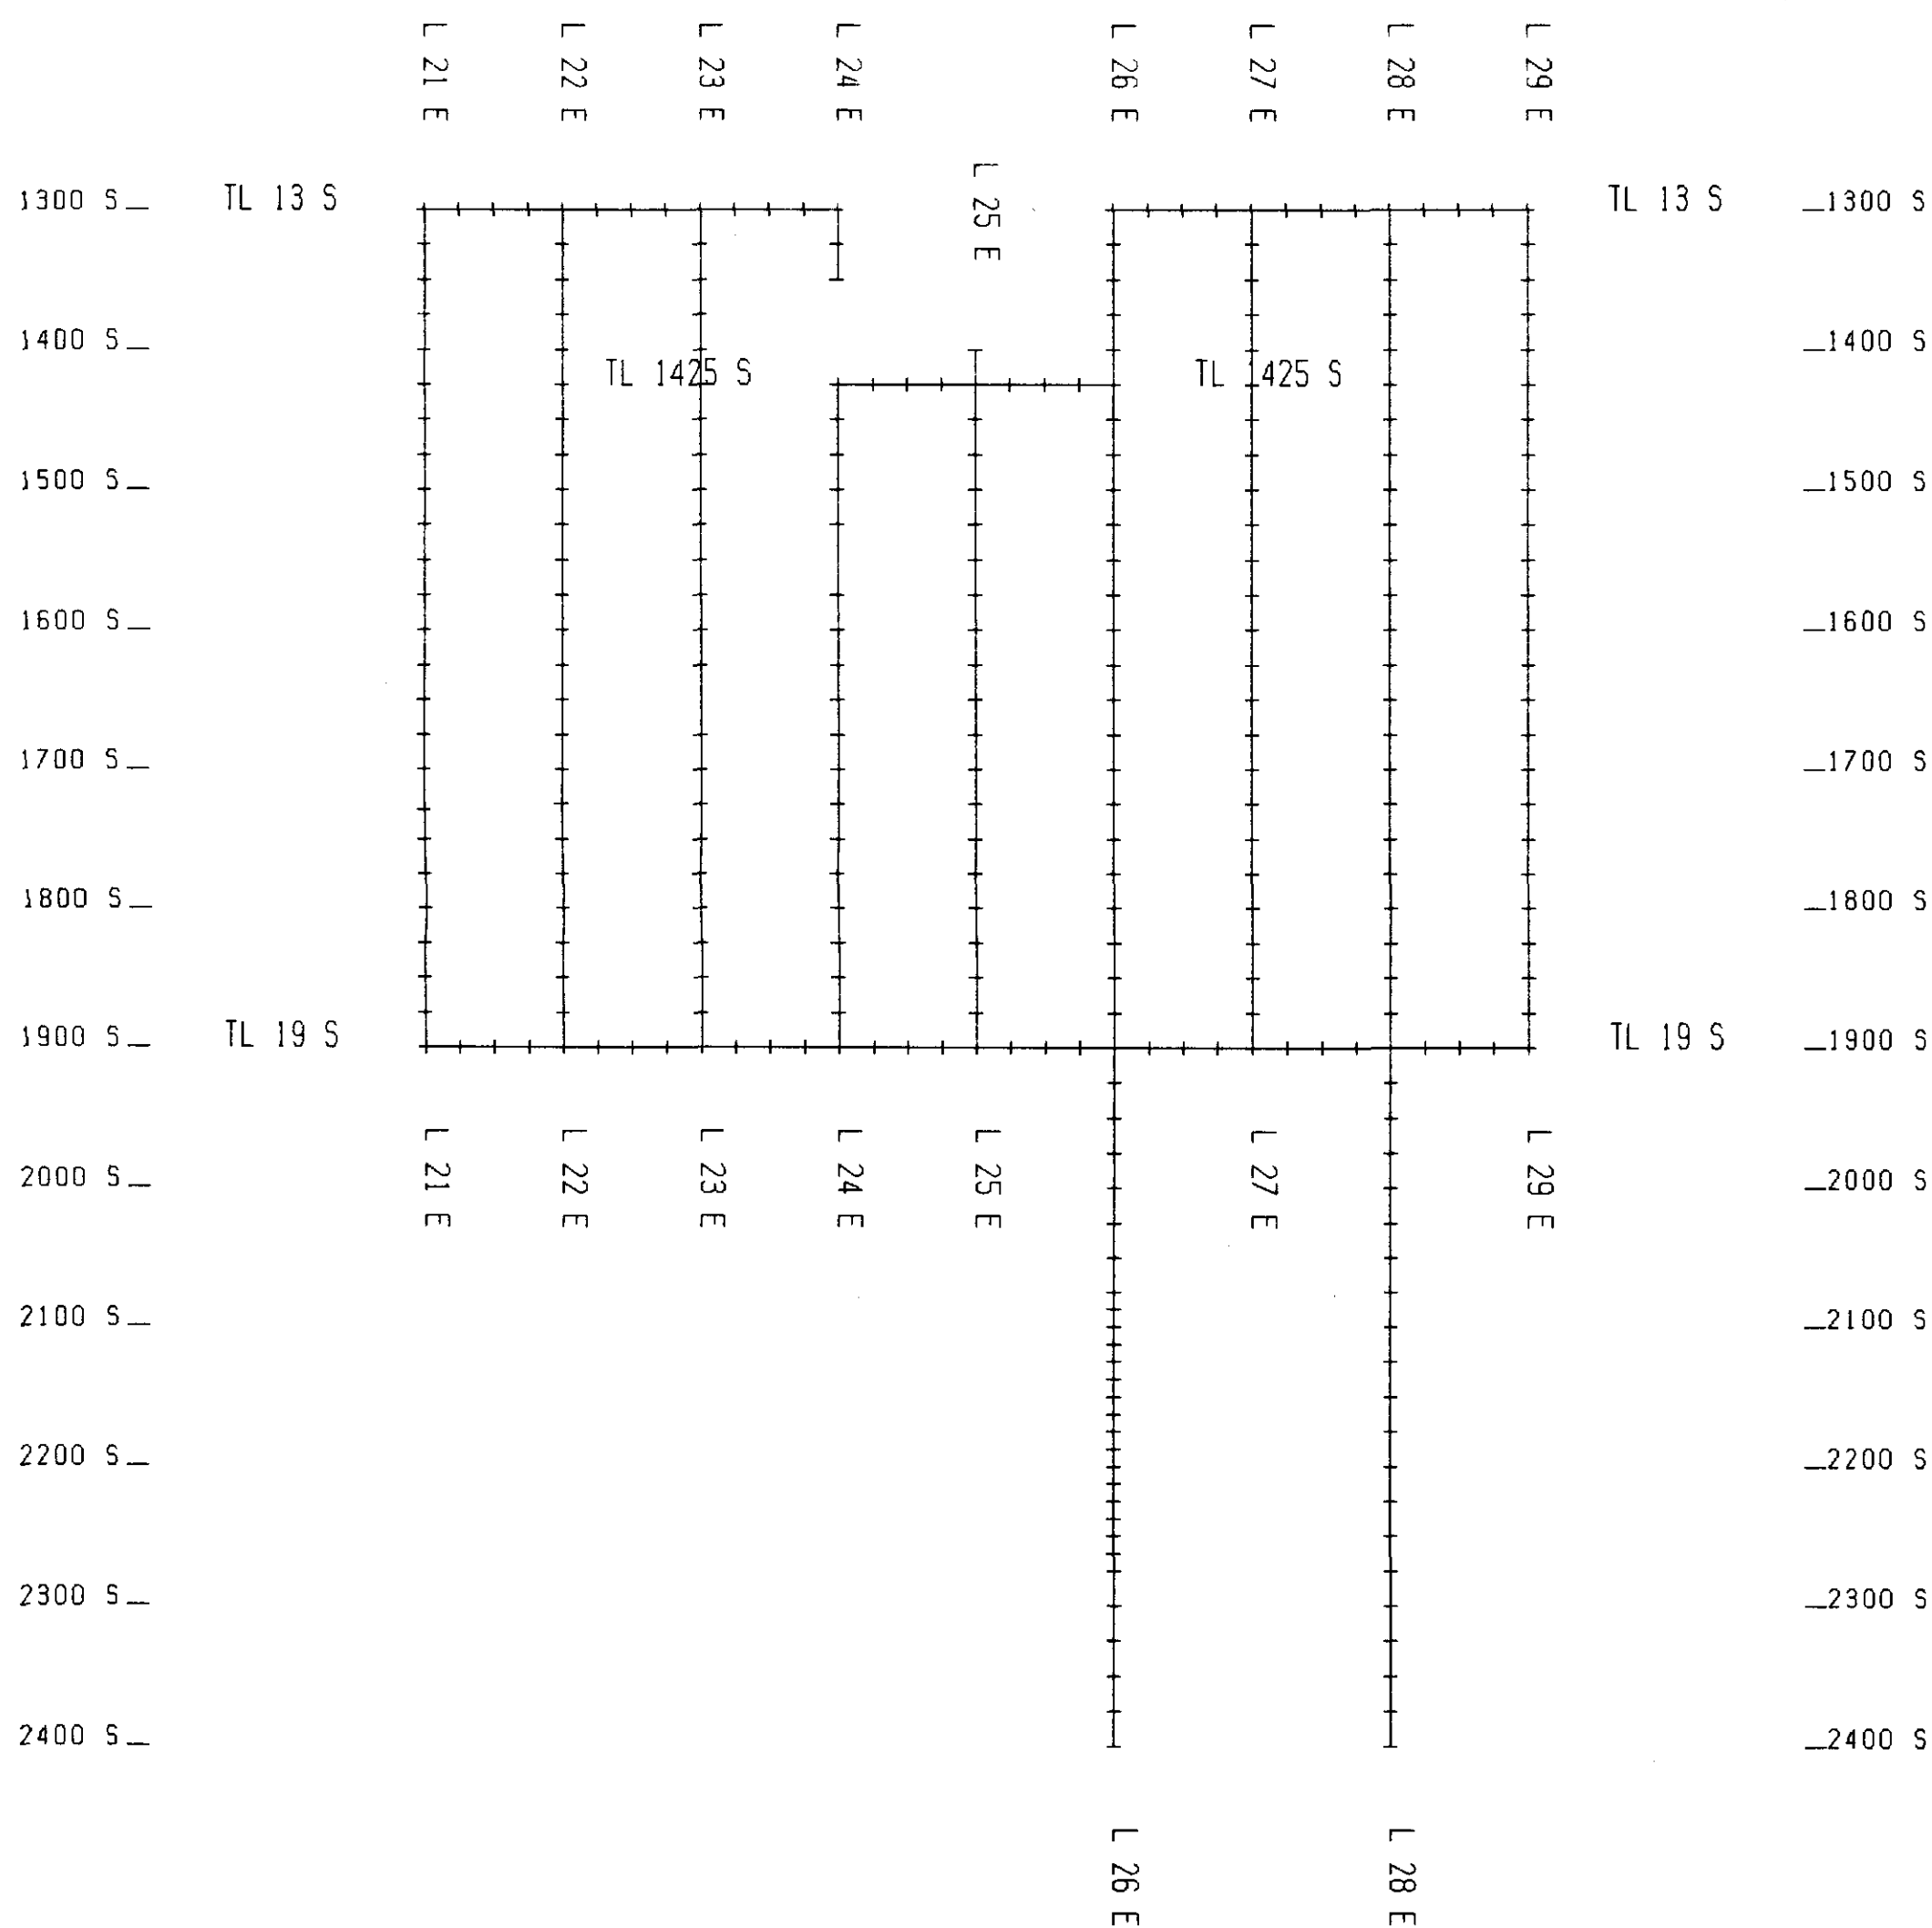 L 21 E L 22 E L 23 E L 24 E L 26 E L 27 E L 28 E L 29 E
L 25 E
1300 S TL 13 S TL 13 S 1300 S
1400 S 1400 S
TL 1425 S TL 1425 S
1500 S 1500 S
1600 S 1600 S
1700 S 1700 S
1800 S 1800 S
1900 S TL 19 S TL 19 S 1900 S
L 21 E L 22 E L 23 E L 24 E L 25 E L 27 E L 29 E
2000 S 2000 S
2100 S 2100 S
2200 S 2200 S
2300 S 2300 S
2400 S 2400 S
L 26 E L 28 E